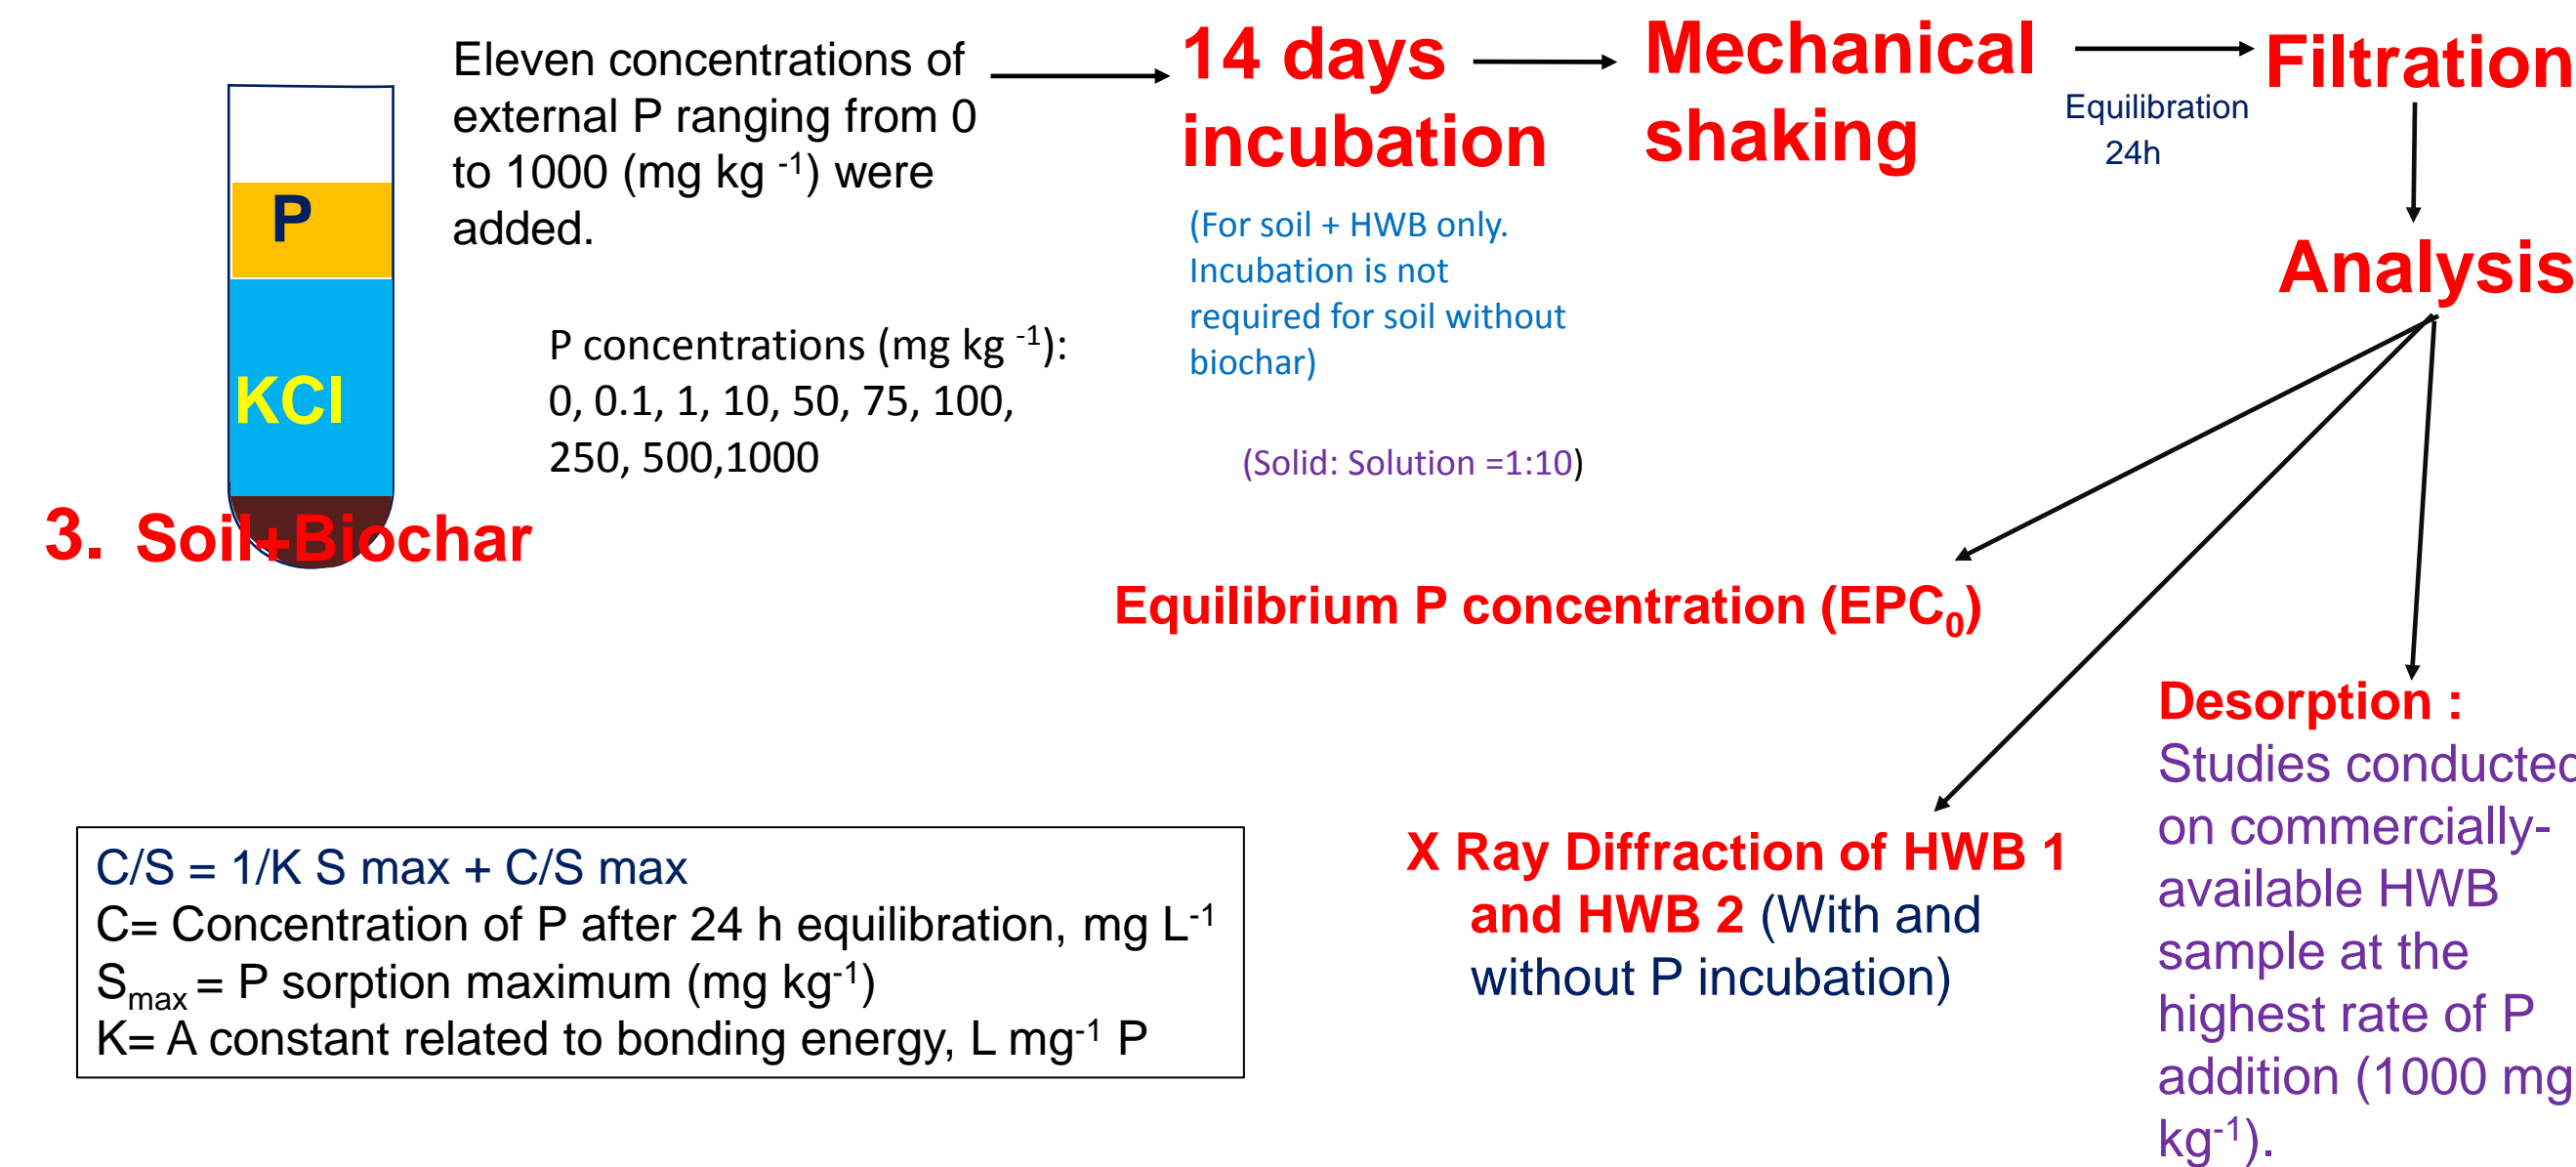 Eleven concentrations of
external P ranging from 0
to 1000 (mg kg -1) were
added.
14 days
incubation
Mechanical
shaking
Equilibration
24h
Filtration
P
KCl
(For soil + HWB only.
Incubation is not
required for soil without
biochar)
P concentrations (mg kg -1):
0, 0.1, 1, 10, 50, 75, 100,
250, 500,1000
(Solid: Solution =1:10)
Analysis
3. Soil+Biochar
Equilibrium P concentration (EPC0)
Desorption :
Studies conducted
on commercially-
available HWB
sample at the
highest rate of P
addition (1000 mg
kg-1).
X Ray Diffraction of HWB 1
and HWB 2 (With and
without P incubation)
C/S = 1/K S max + C/S max
C= Concentration of P after 24 h equilibration, mg L-1
Smax = P sorption maximum (mg kg-1)
K= A constant related to bonding energy, L mg-1 P